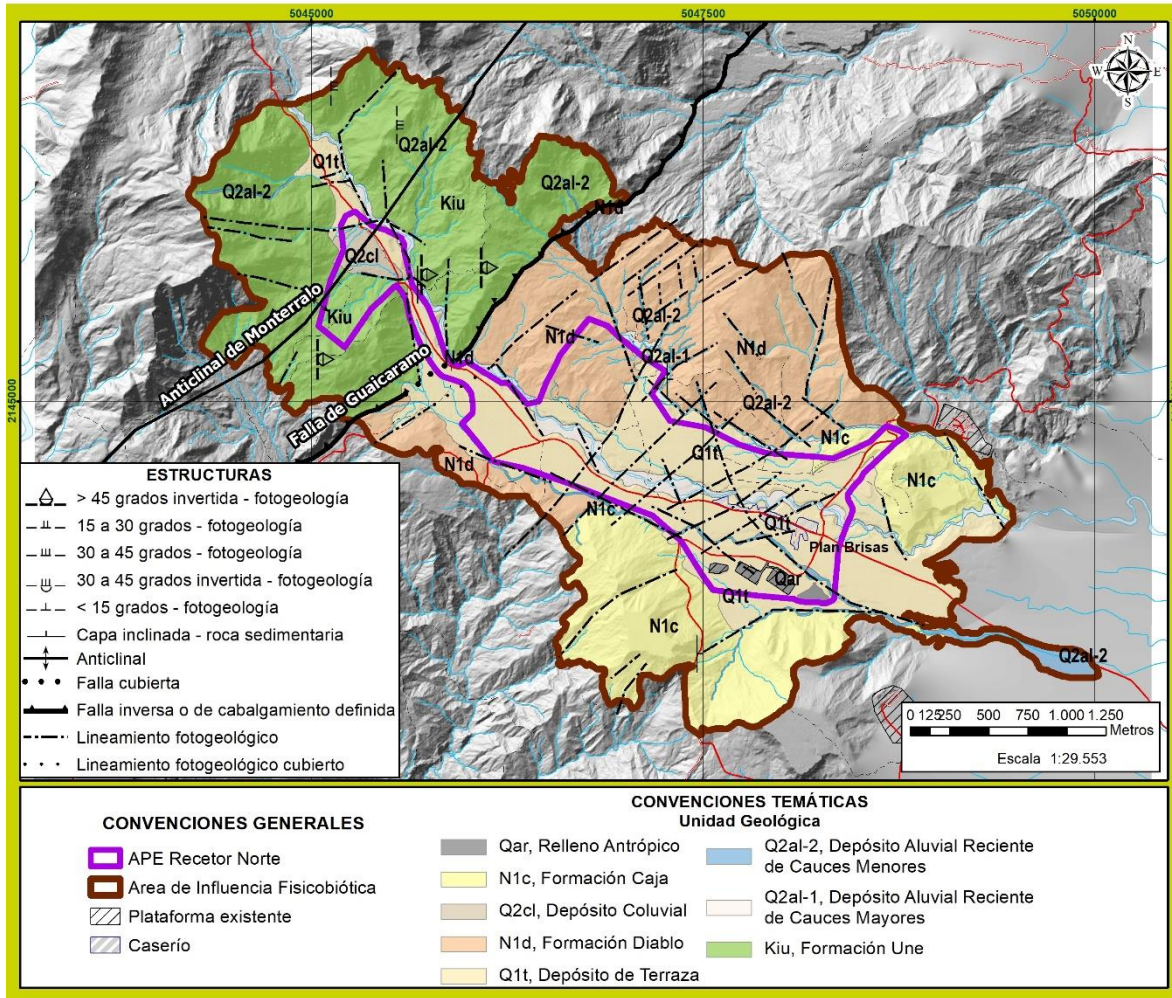 5045000
5047500
5050000
N
W
E
S
Q2al-2
Q1t
Q2al-2
Q2al-2
Kiu
N1d
Q2cl
Kiu
Anticlinal de Monterralo
Falla de Guaicaramo
2145000
2145000
N1d
N1d
Q2al-2
Q2al-1
N1d
Q2al-2
N1c
Q1t
N1c
N1d
N1c
Q1t
Plan Brisas
Qar
Q1t
N1c
Q2al-2
ESTRUCTURAS
> 45 grados invertida - fotogeología
15 a 30 grados - fotogeología
30 a 45 grados - fotogeología
30 a 45 grados invertida - fotogeología
< 15 grados - fotogeología
Capa inclinada - roca sedimentaria
Anticlinal
Falla cubierta
Falla inversa o de cabalgamiento definida
Lineamiento fotogeológico
Lineamiento fotogeológico cubierto
0 125250 500 750 1.000 1.250
Metros
Escala 1:29.553
CONVENCIONES GENERALES
APE Recetor Norte
Area de Influencia Fisicobiótica
Plataforma existente
Caserío
CONVENCIONES TEMÁTICAS
Unidad Geológica
Qar, Relleno Antrópico
N1c, Formación Caja
Q2cl, Depósito Coluvial
N1d, Formación Diablo
Q1t, Depósito de Terraza
Q2al-2, Depósito Aluvial Reciente
de Cauces Menores
Q2al-1, Depósito Aluvial Reciente
de Cauces Mayores
Kiu, Formación Une